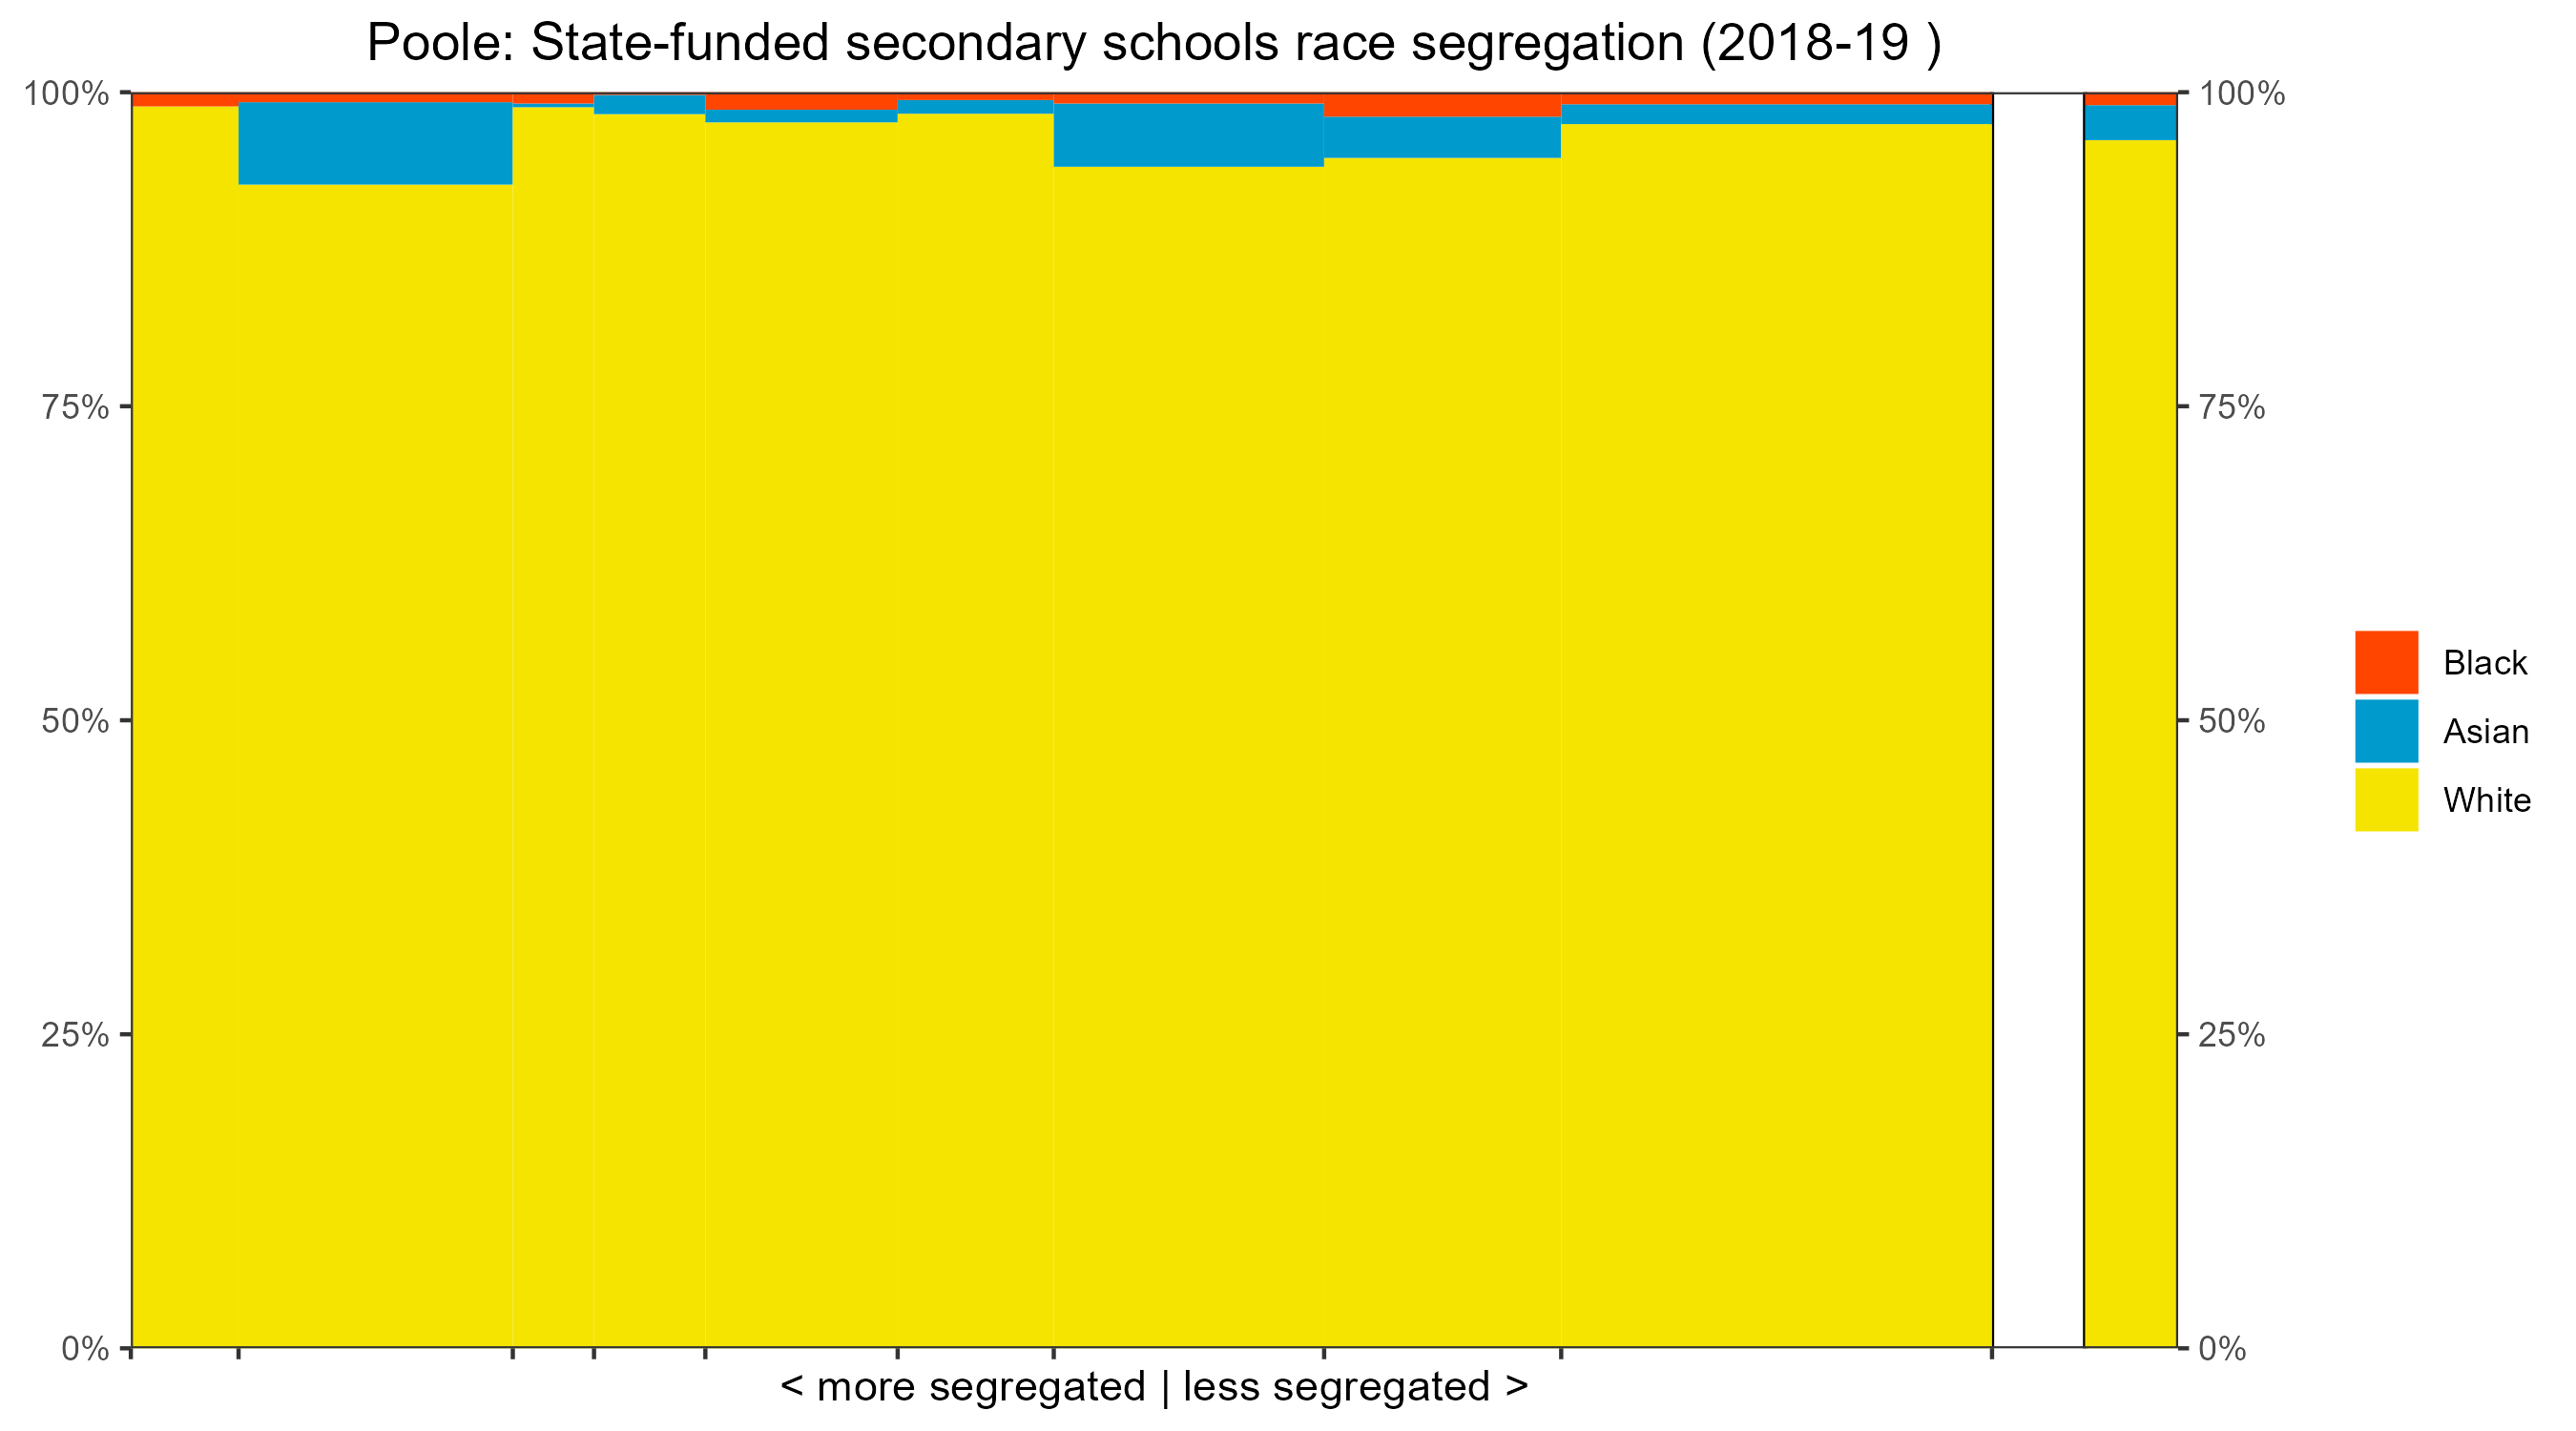 Poole: State-funded secondary schools race segregation (2018-19 )
100%
75%
50%
25%
0%
100%
75%
50%
25%
0%
Black
Asian
White
< more segregated | less segregated >